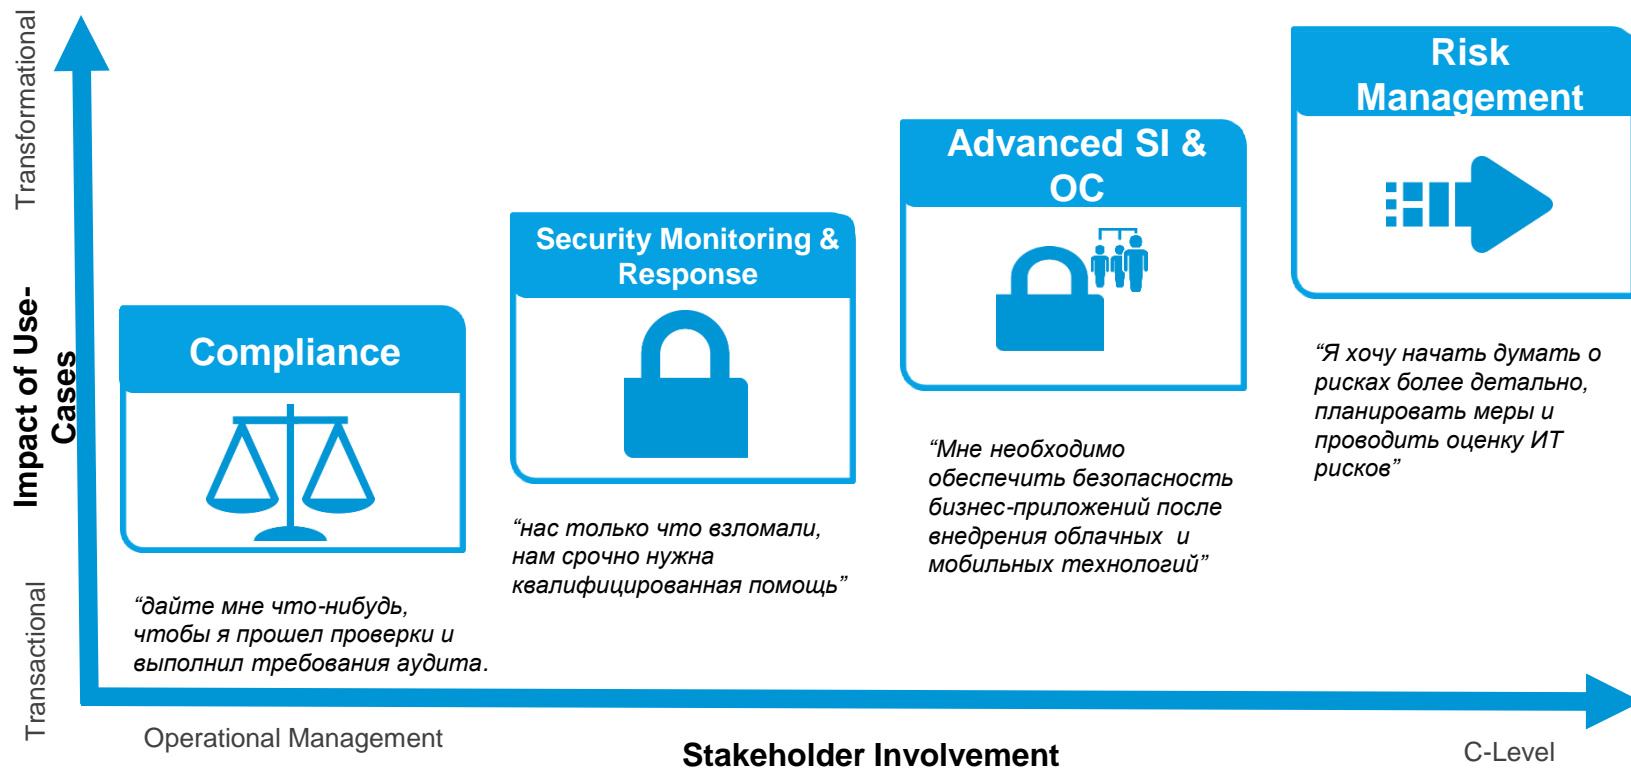 Transformational
Impact of Use-
Cases
Transactional
Compliance
“дайте мне что-нибудь,
чтобы я прошел проверки и
выполнил требования аудита.
Security Monitoring &
Response
“нас только что взломали,
нам срочно нужна
квалифицированная помощь”
Advanced SI &
OC
“Мне необходимо
обеспечить безопасность
бизнес-приложений после
внедрения облачных и
мобильных технологий”
Risk
Management
“Я хочу начать думать о
рисках более детально,
планировать меры и
проводить оценку ИТ
рисков”
Operational Management
Stakeholder Involvement
C-Level